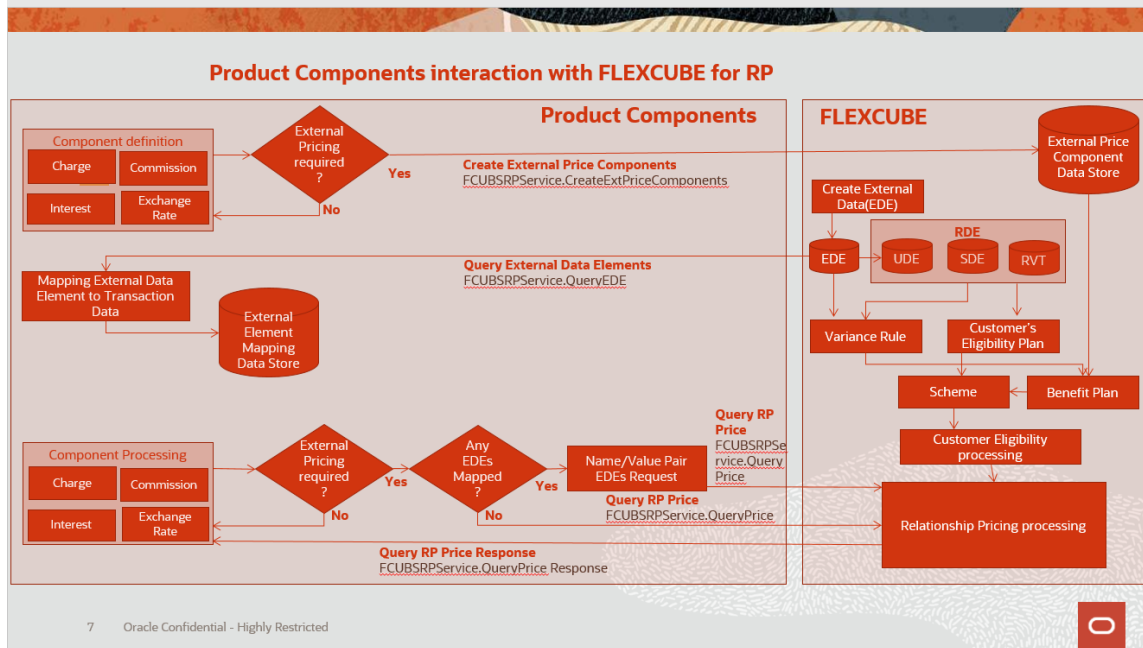 Product Components interaction with FLEXCUBE for RP
Product Components
Component definition
Charge
Commission
Interest
Exchange
Rate
External
Pricing
required
?
Yes
No
Create External Price Components
FCUBSRPService.CreateExtPriceComponents
Query External Data Elements
FCUBSRPService.QueryEDE
Mapping External Data
Element to Transaction
Data
External
Element
Mapping
Data Store
Component Processing
Charge
Commission
Interest
Exchange
Rate
External
Pricing
required
?
Yes
No
Any
EDEs
Mapped
?
Yes
No
Name/Value Pair
EDEs Request
Query RP
Price
FCUBSRPSe
rvice.Query
Price
Query RP Price
FCUBSRPService.QueryPrice
Query RP Price Response
FCUBSRPService.QueryPrice Response
FLEXCUBE
External Price
Component
Data Store
Create External
Data(EDE)
RDE
EDE
UDE
SDE
RVT
Variance Rule
Customer's
Eligibility Plan
Scheme
Benefit Plan
Customer Eligibility
processing
Relationship Pricing processing
7 Oracle Confidential - Highly Restricted